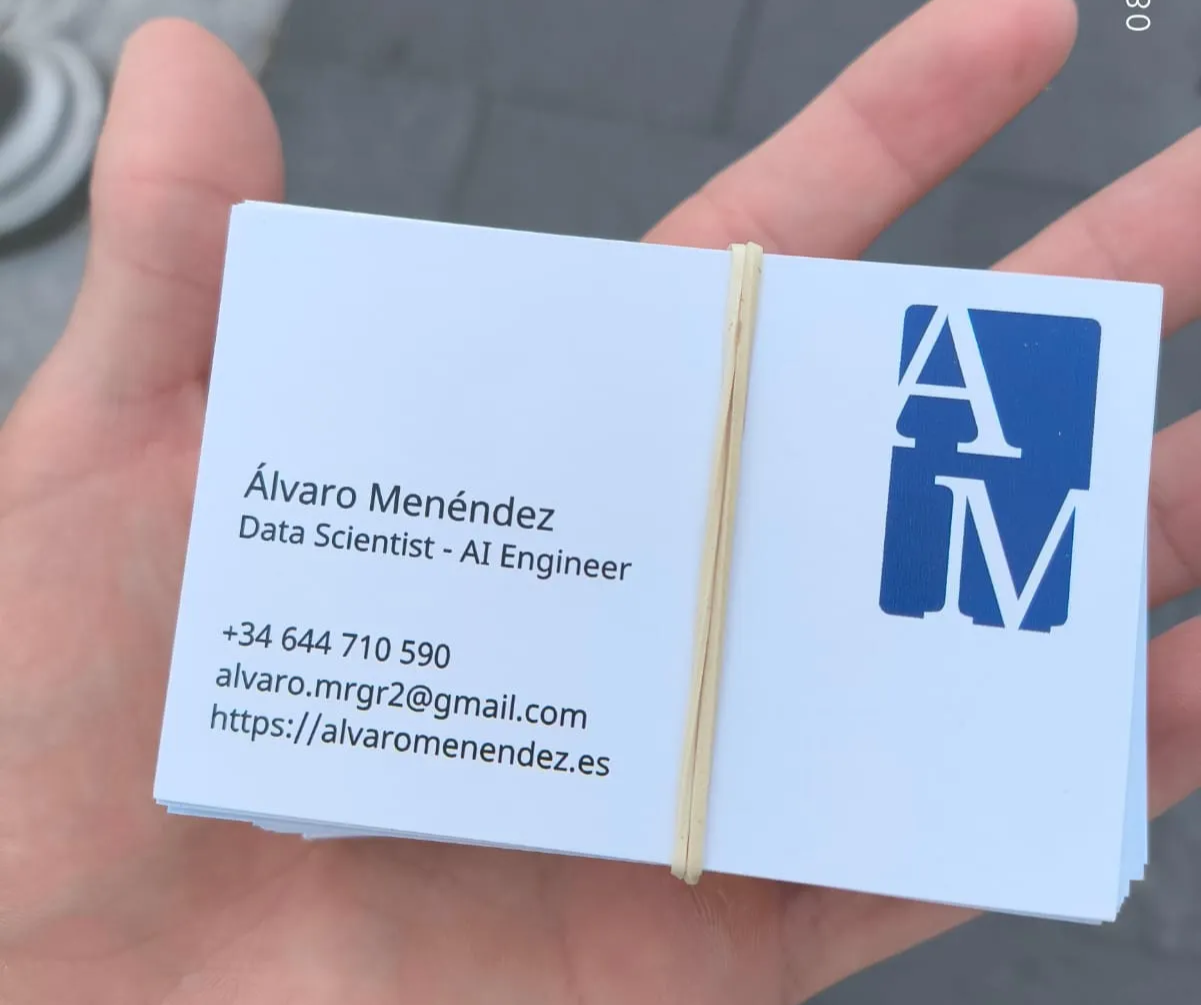 Álvaro Menéndez
Data Scientist - AI Engineer
+34 644 710 590
alvaro.mrgr2@gmail.com
https://alvaromenendez.es
A
M